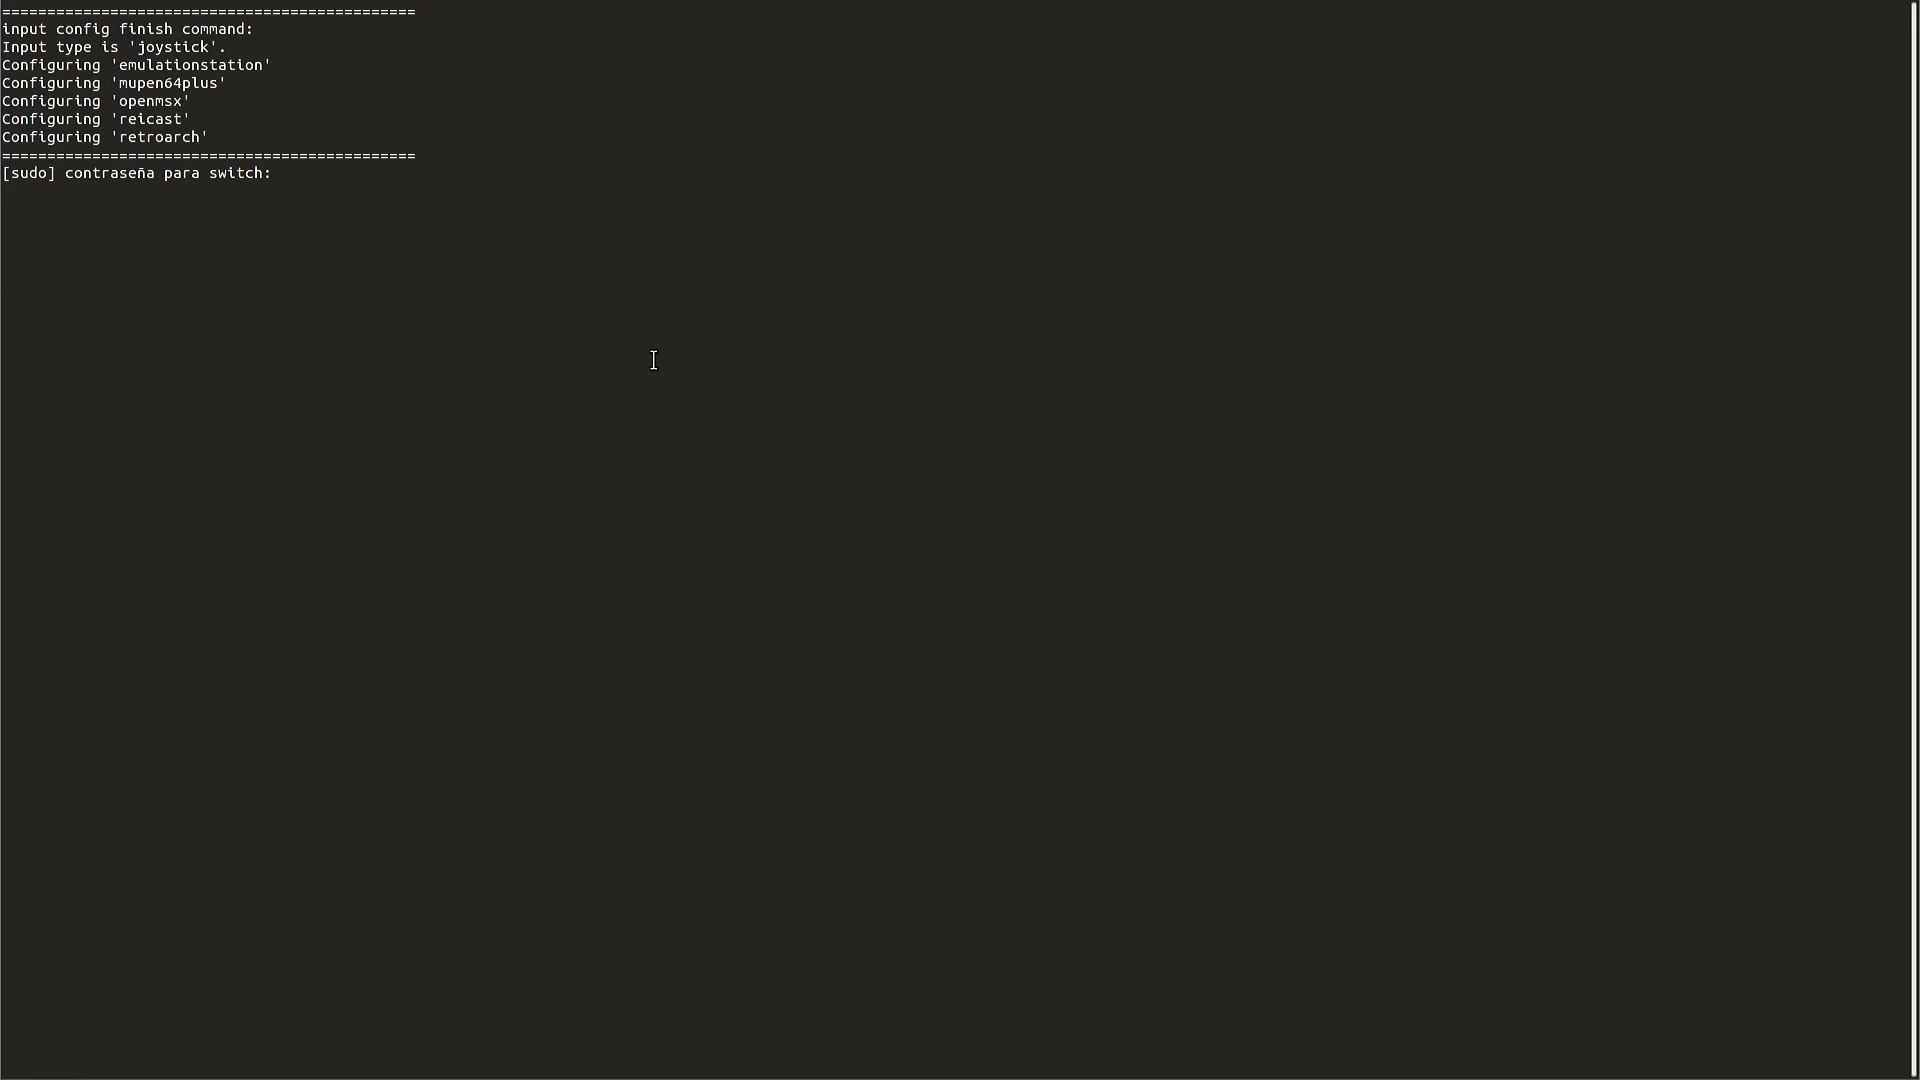 ==============================================
input config finish command:
Input type is 'joystick'.
Configuring 'emulationstation'
Configuring 'mupen64plus'
Configuring 'openmsx'
Configuring 'reicast'
Configuring 'retroarch'
==============================================
[sudo] contraseña para switch: